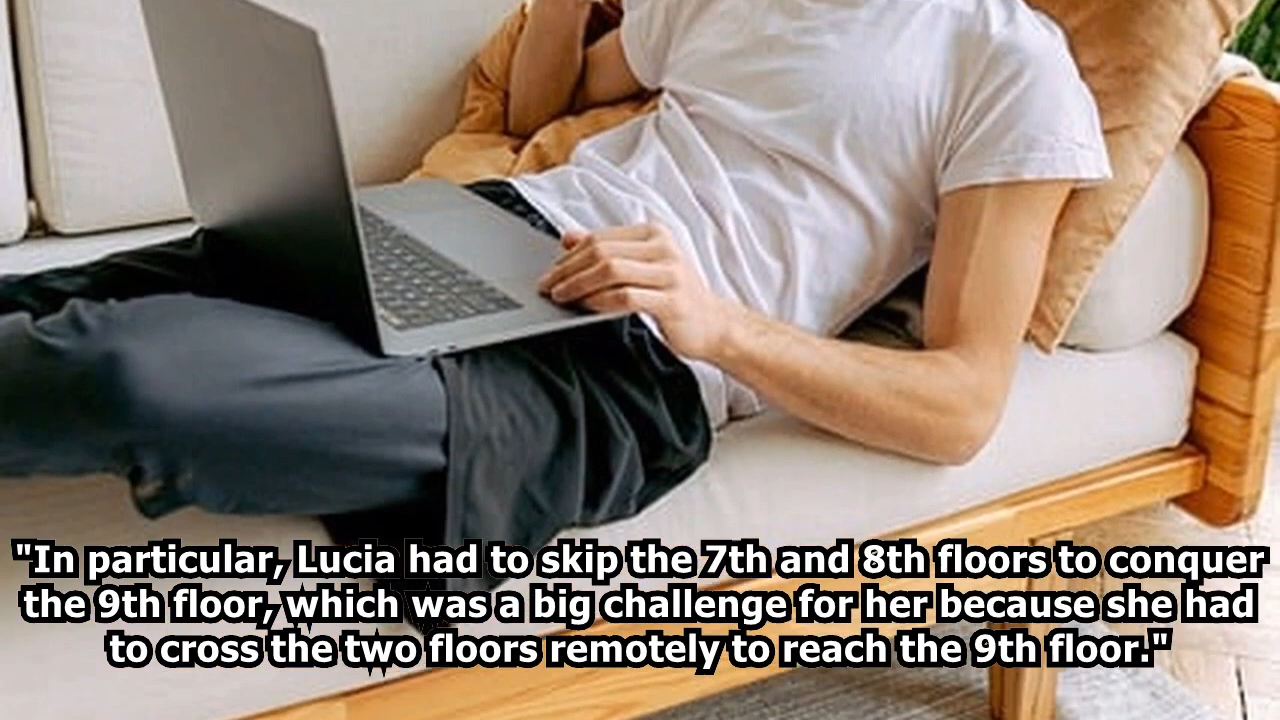 "In particular, Lucia had to skip the 7th and 8th floors to conquer
the 9th floor, which was a big challenge for her because she had
to cross the two floors remotely to reach the 9th floor."